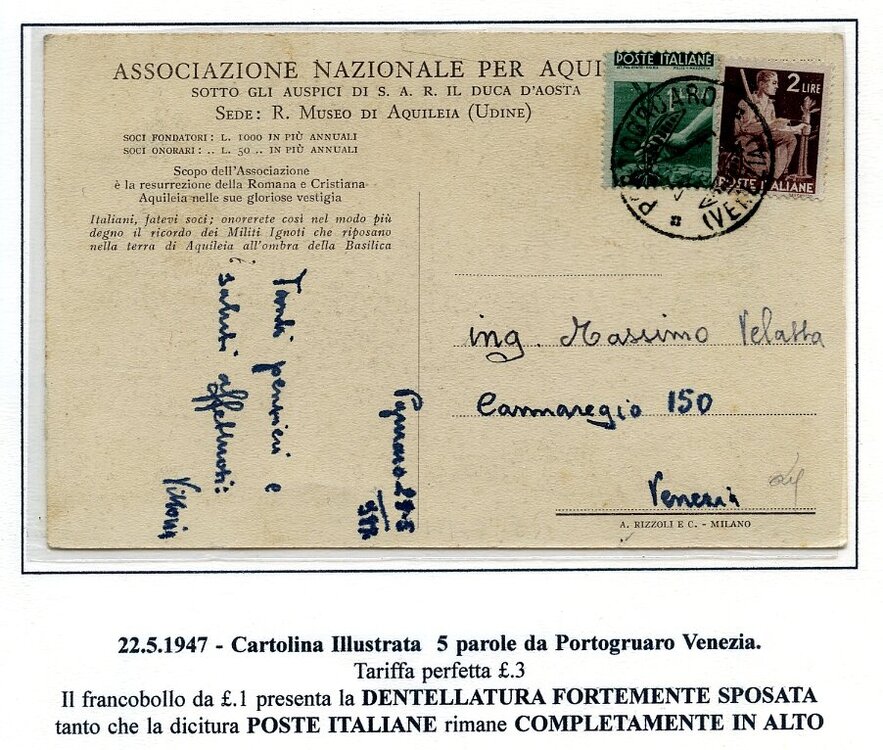 ASSOCIAZIONE NAZIONALE PER AQUI
SOTTO GLI AUSPICI DI S. A. R. IL DUCA D'AOSTA
SEDE: R. MUSEO DI AQUILEIA (UDINE)
SOCI FONDATORI: L. 1000 IN PIÙ ANNUALI
SOCI ONORARI: .. L. 50 .. IN PIÙ ANNUALI
Scopo dell'Associazione
è la resurrezione della Romana e Cristiana
Aquileia nelle sue gloriose vestigia
Italiani, fatevi soci; onorerete così nel modo più
degno il ricordo dei Militi Ignoti che riposano
nella terra di Aquileia all'ombra della Basilica
POSTE ITALIANE
2 LIRE
POSTE ITALIANE
(VENEZIA)
Tanti pensieri e
saluti affettuosi:
Vittoria
ing. Massimo Velatta
Cannaregio 150
Venezia
A. RIZZOLI E C. - MILANO
22.5.1947 - Cartolina Illustrata 5 parole da Portogruaro Venezia.
Tariffa perfetta £.3
Il francobollo da £.1 presenta la DENTELLATURA FORTEMENTE SPOSATA
tanto che la dicitura POSTE ITALIANE rimane COMPLETAMENTE IN ALTO